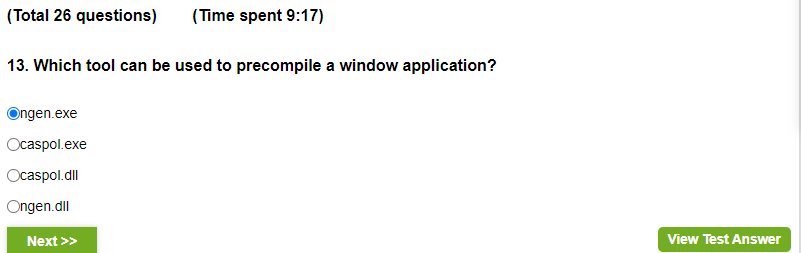 (Total 26 questions) (Time spent 9:17)
13. Which tool can be used to precompile a window application?
ngen.exe
caspol.exe
caspol.dll
ngen.dll
Next >> View Test Answer